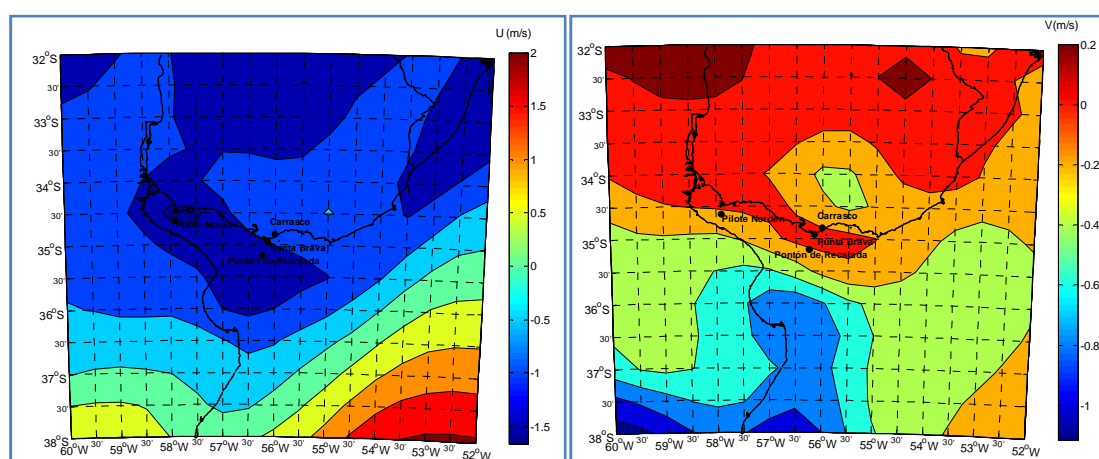 U (m/s)
32°S
30'
33°S
30'
34°S
30'
35°S
30'
36°S
30'
37°S
30'
38°S
60°W 30' 59°W 30' 58°W 30' 57°W 30' 56°W 30' 55°W 30' 54°W 30' 53°W 30' 52°W
Carrasco
Pilote Norden
Punta Brava
Ponton de Recalada
2
1.5
1
0.5
0
-0.5
-1
-1.5
V(m/s)
32°S
30'
33°S
30'
34°S
30'
35°S
30'
36°S
30'
37°S
30'
38°S
60°W 30' 59°W 30' 58°W 30' 57°W 30' 56°W 30' 55°W 30' 54°W 30' 53°W 30' 52°W
Pilote Norden
Carrasco
Punta Brava
Pontón de Recalada
0.2
0
-0.2
-0.4
-0.6
-0.8
-1